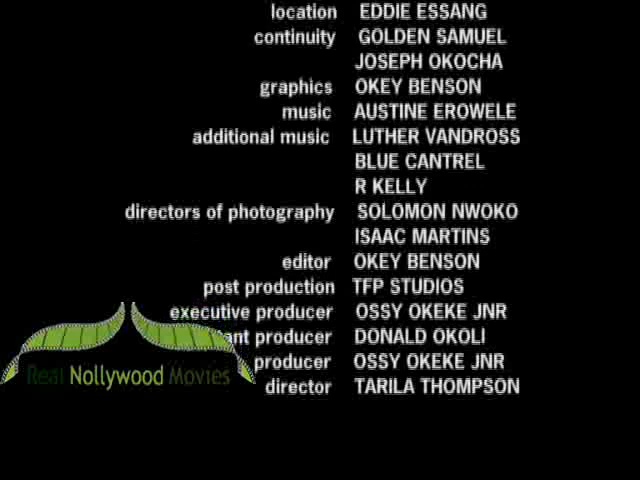 location EDDIE ESSANG
continuity GOLDEN SAMUEL
JOSEPH OKOCHA
graphics OKEY BENSON
music AUSTINE EROWELE
additional music LUTHER VANDROSS
BLUE CANTREL
R KELLY
directors of photography SOLOMON NWOKO
ISAAC MARTINS
editor OKEY BENSON
post production TFP STUDIOS
executive producer OSSY OKEKE JNR
tant producer DONALD OKOLI
producer OSSY OKEKE JNR
director TARILA THOMPSON
Real Nollywood Movies